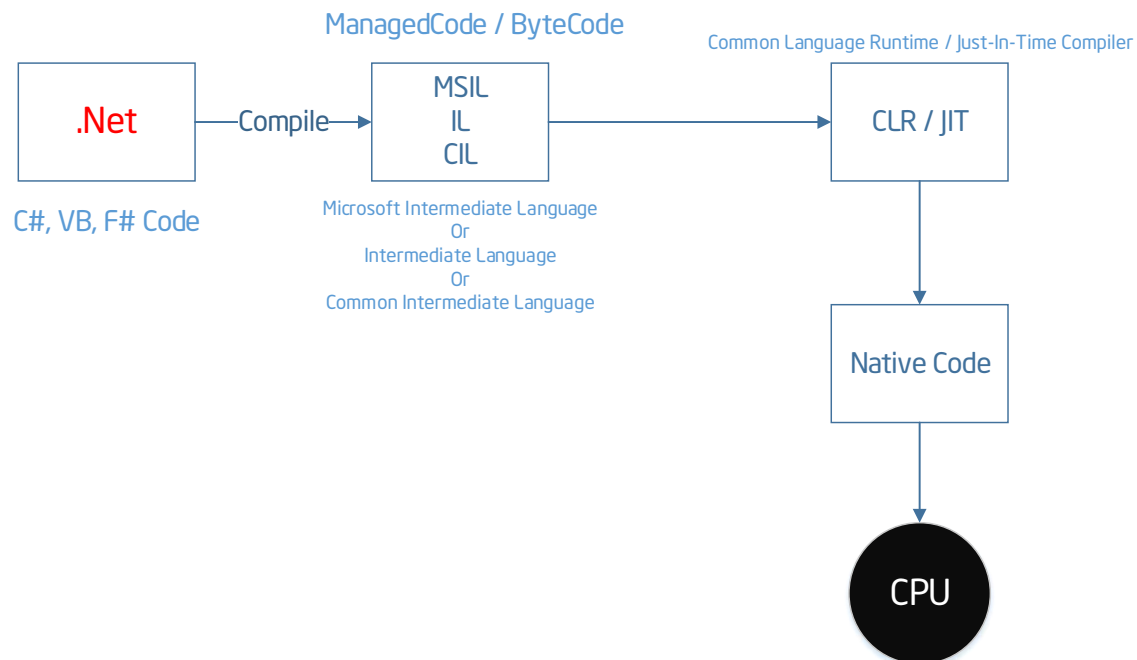 ManagedCode / ByteCode
Common Language Runtime / Just-In-Time Compiler
.Net
Compile
MSIL
IL
CIL
CLR / JIT
C#, VB, F# Code
Microsoft Intermediate Language
Or
Intermediate Language
Or
Common Intermediate Language
Native Code
CPU